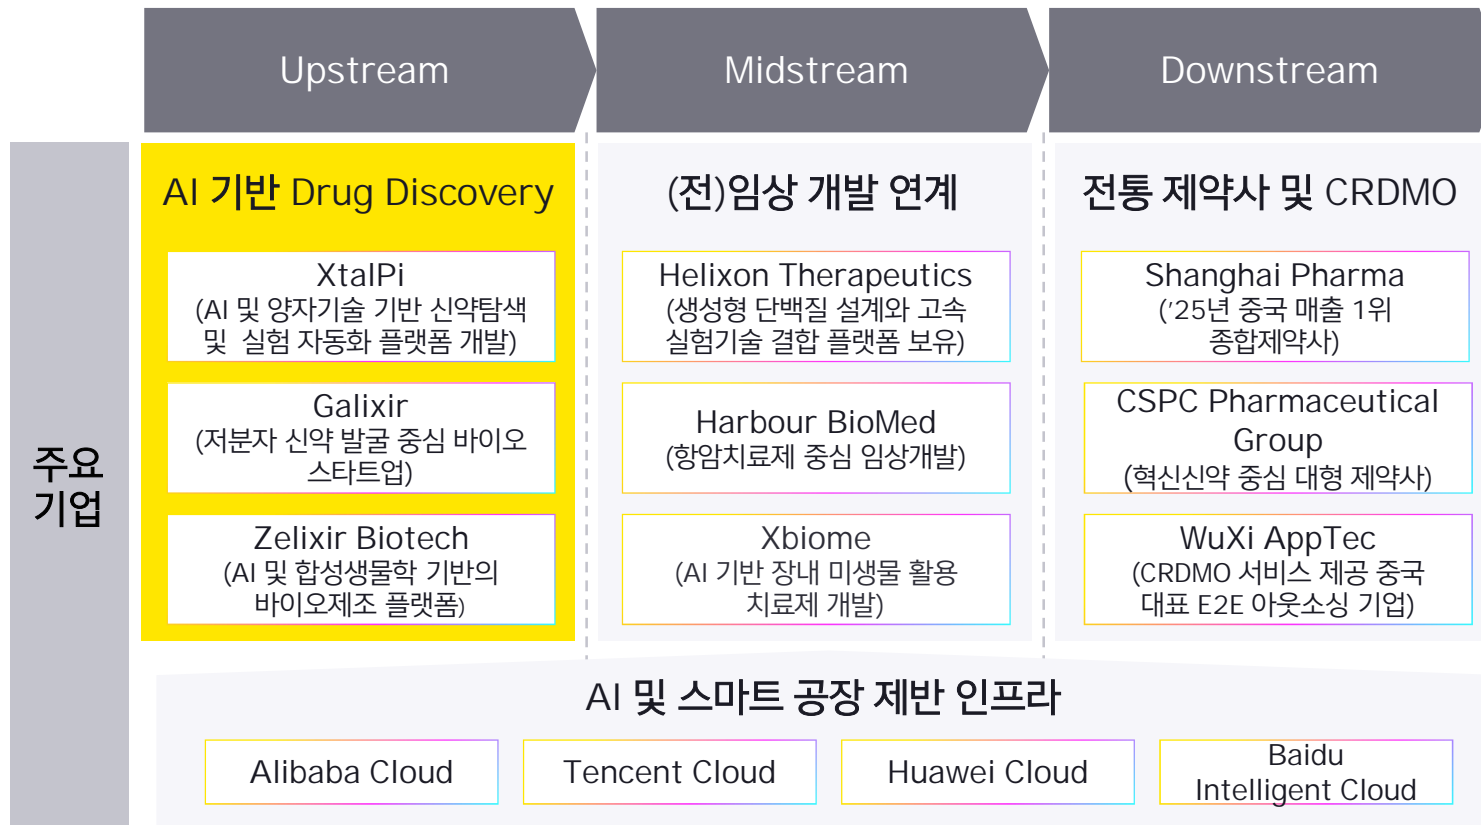 Upstream
Midstream
Downstream
주요
기업
AI 기반 Drug Discovery
XtalPi
(AI 및 양자기술 기반 신약탐색
및 실험 자동화 플랫폼 개발)
Galixir
(저분자 신약 발굴 중심 바이오
스타트업)
Zelixir Biotech
(AI 및 합성생물학 기반의
바이오제조 플랫폼)
(전)임상 개발 연계
Helixon Therapeutics
(생성형 단백질 설계와 고속
실험기술 결합 플랫폼 보유)
Harbour BioMed
(항암치료제 중심 임상개발)
Xbiome
(AI 기반 장내 미생물 활용
치료제 개발)
전통 제약사 및 CRDMO
Shanghai Pharma
(’25년 중국 매출 1위
종합제약사)
CSPC Pharmaceutical
Group
(혁신신약 중심 대형 제약사)
WuXi AppTec
(CRDMO 서비스 제공 중국
대표 E2E 아웃소싱 기업)
AI 및 스마트 공장 제반 인프라
Alibaba Cloud
Tencent Cloud
Huawei Cloud
Baidu
Intelligent Cloud